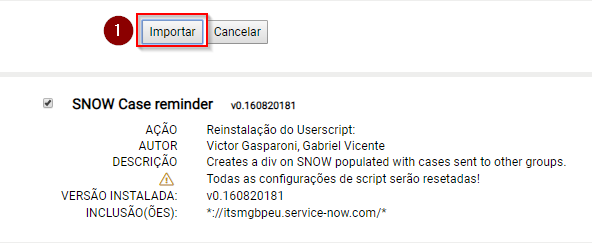 1 Importar Cancelar
SNOW Case reminder v0.160820181
AÇÃO Reinstalação do Userscript:
AUTOR Victor Gasparoni, Gabriel Vicente
DESCRIÇÃO Creates a div on SNOW populated with cases sent to other groups.
Todas as configurações de script serão resetadas!
VERSÃO INSTALADA: v0.160820181
INCLUSÃO(ÕES): *://itsmgbpeu.service-now.com/*